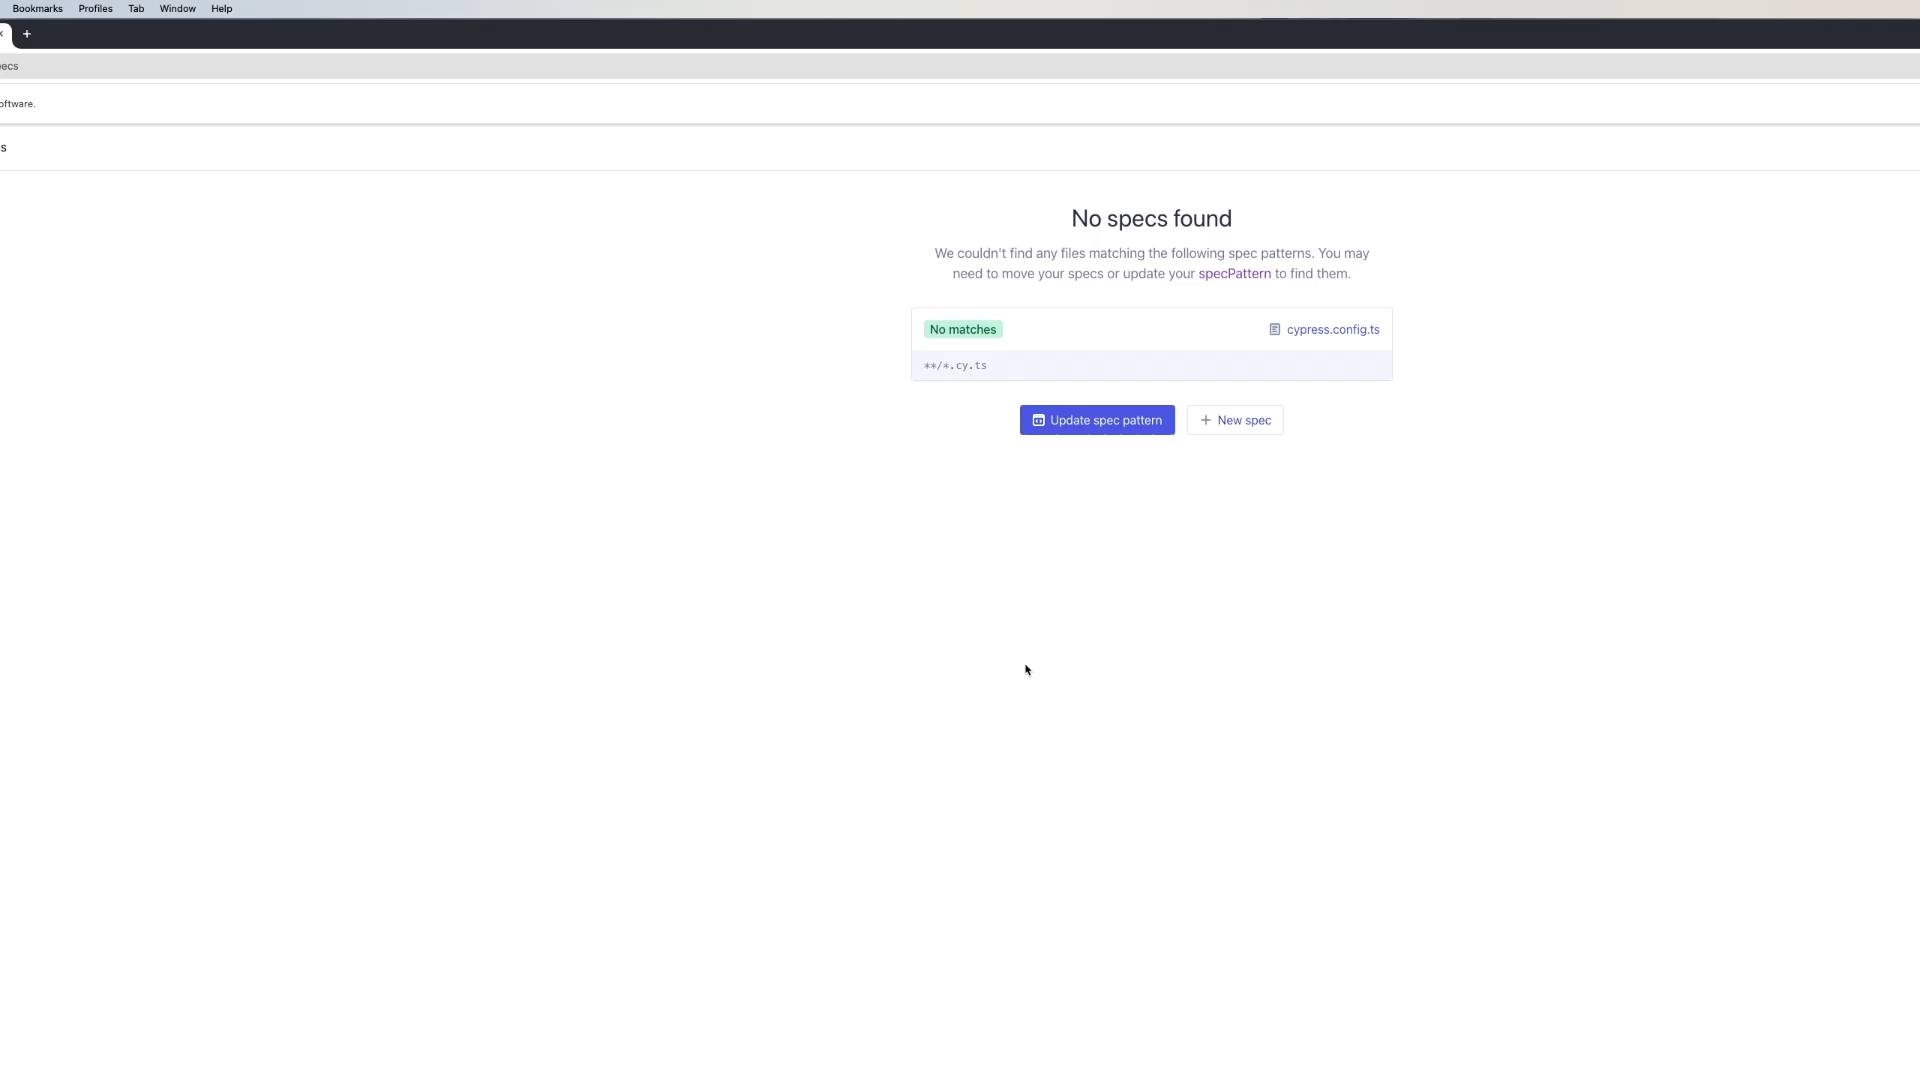 Bookmarks Profiles Tab Window Help
ecs
oftware.
s
No specs found
We couldn't find any files matching the following spec patterns. You may
need to move your specs or update your specPattern to find them.
No matches cypress.config.ts
**/*.cy.ts
Update spec pattern + New spec